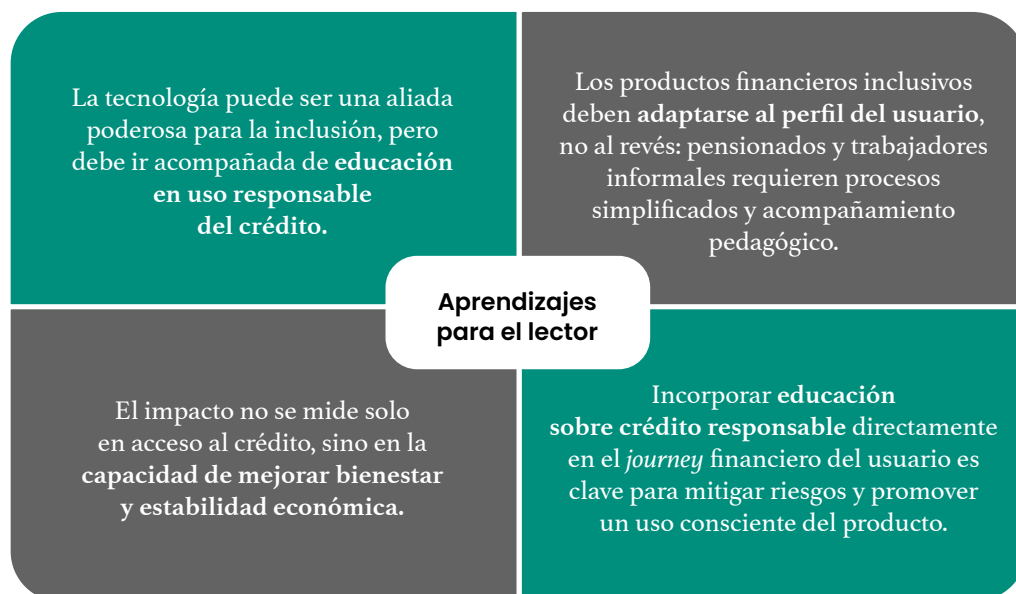 La tecnología puede ser una aliada
poderosa para la inclusión, pero
debe ir acompañada de educación
en uso responsable
del crédito.
Los productos financieros inclusivos
deben adaptarse al perfil del usuario,
no al revés: pensionados y trabajadores
informales requieren procesos
simplificados y acompañamiento
pedagógico.
Aprendizajes
para el lector
El impacto no se mide solo
en acceso al crédito, sino en la
capacidad de mejorar bienestar
y estabilidad económica.
Incorporar educación
sobre crédito responsable directamente
en el journey financiero del usuario es
clave para mitigar riesgos y promover
un uso consciente del producto.